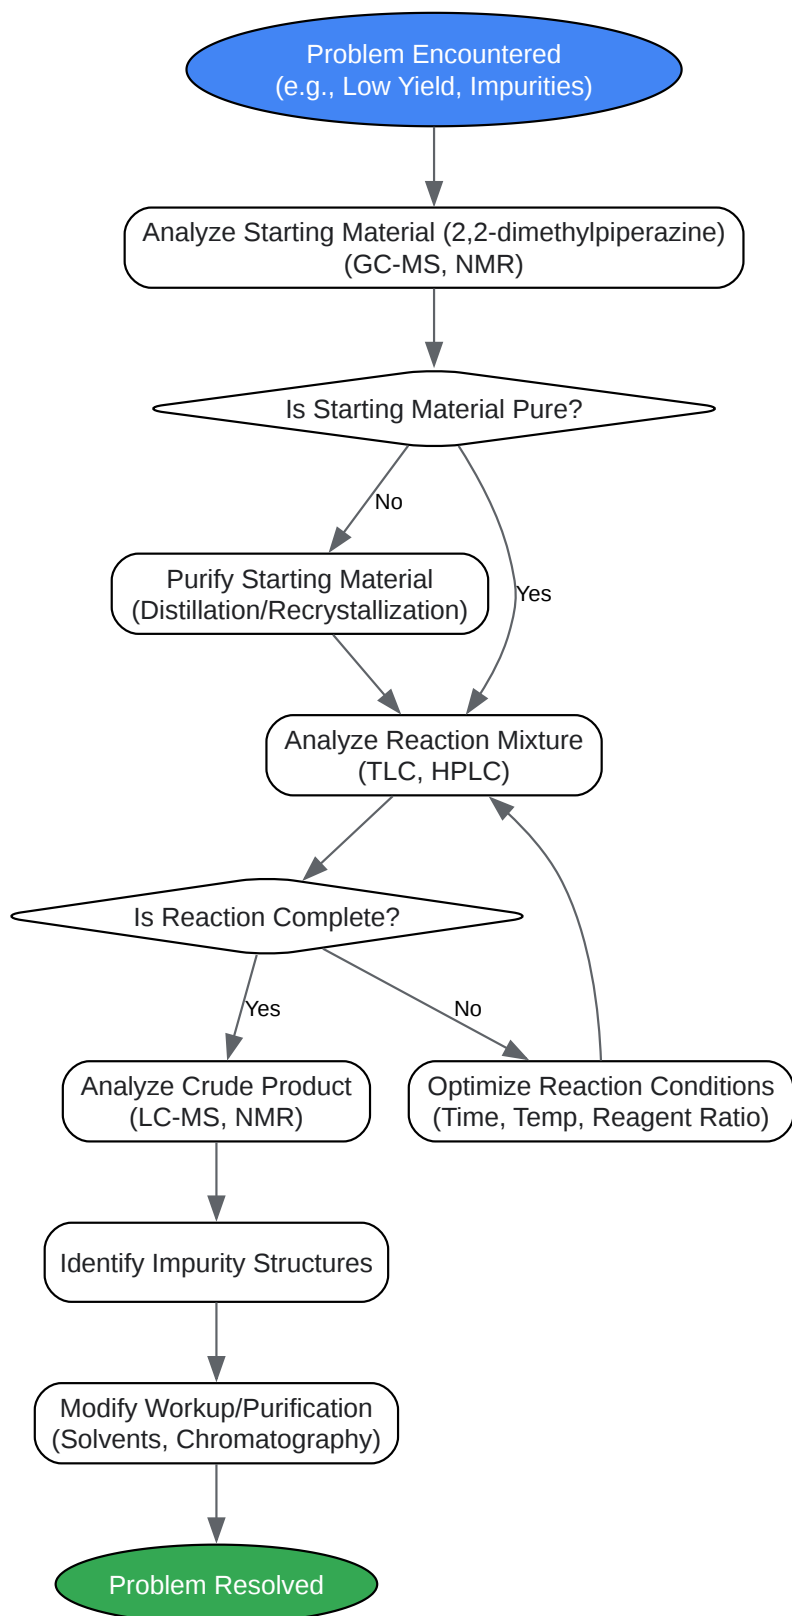 Problem Encountered
(e.g., Low Yield, Impurities)
Analyze Starting Material (2,2-dimethylpiperazine)
(GC-MS, NMR)
Is Starting Material Pure?
No
Yes
Purify Starting Material
(Distillation/Recrystallization)
Analyze Reaction Mixture
(TLC, HPLC)
Is Reaction Complete?
Yes
No
Analyze Crude Product
(LC-MS, NMR)
Optimize Reaction Conditions
(Time, Temp, Reagent Ratio)
Identify Impurity Structures
Modify Workup/Purification
(Solvents, Chromatography)
Problem Resolved